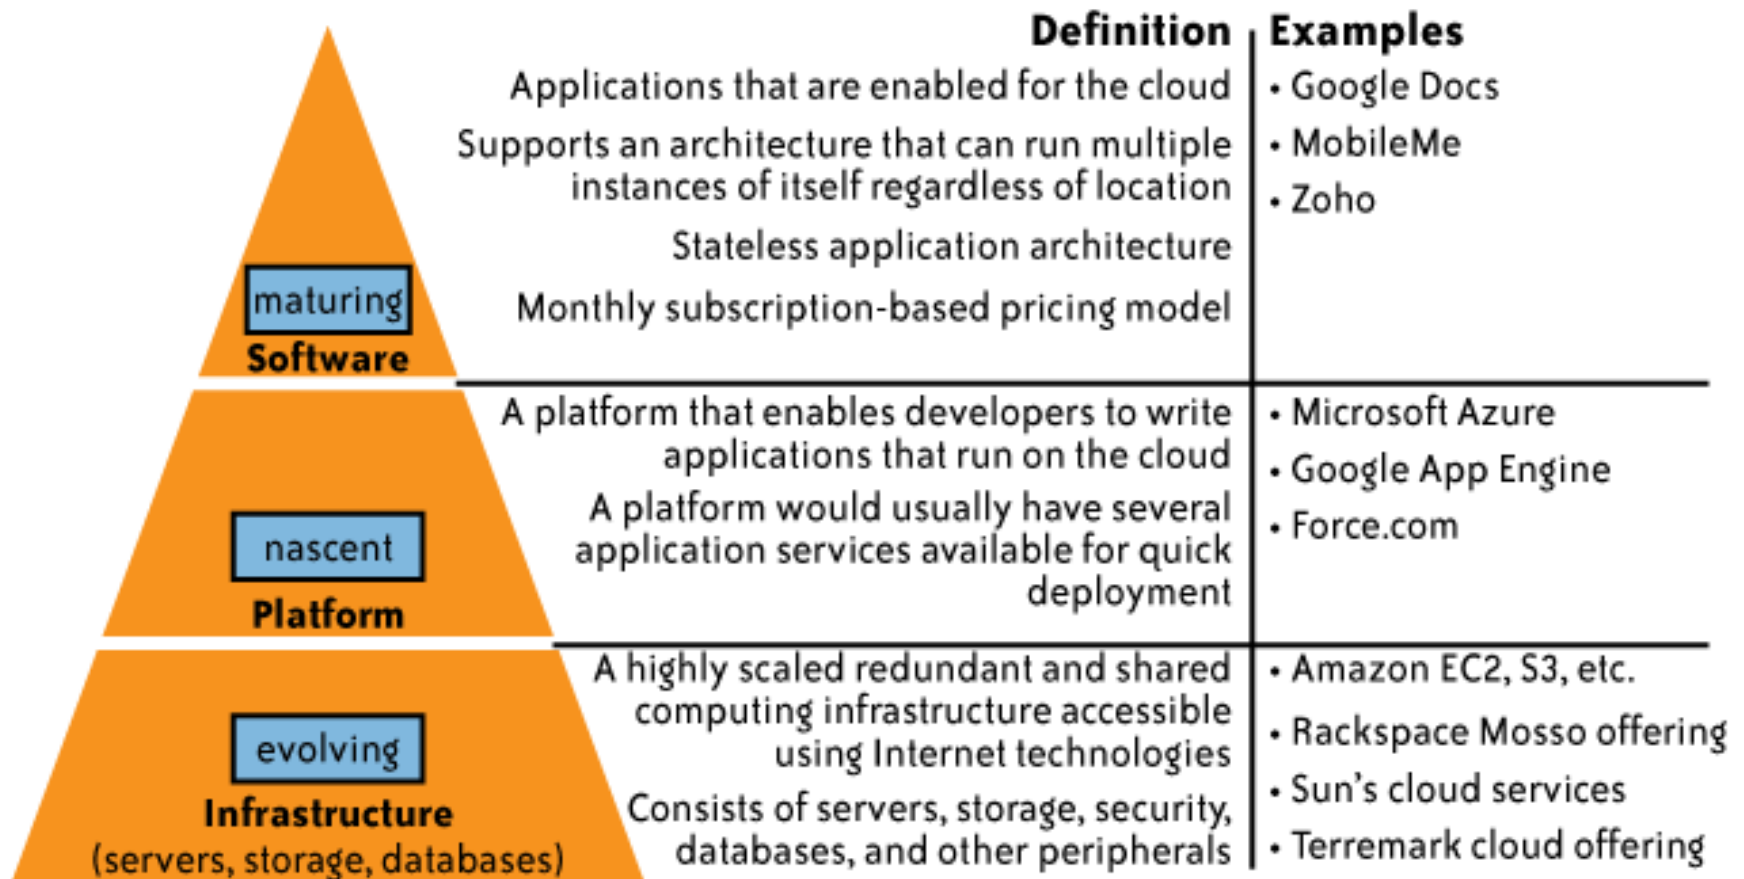 Definition
Examples
Applications that are enabled for the cloud
• Google Docs
Supports an architecture that can run multiple
instances of itself regardless of location
• MobileMe
• Zoho
Stateless application architecture
Monthly subscription-based pricing model
maturing
Software
A platform that enables developers to write
applications that run on the cloud
• Microsoft Azure
• Google App Engine
A platform would usually have several
application services available for quick
deployment
• Force.com
nascent
Platform
A highly scaled redundant and shared
computing infrastructure accessible
using Internet technologies
• Amazon EC2, S3, etc.
• Rackspace Mosso offering
Consists of servers, storage, security,
databases, and other peripherals
• Sun's cloud services
• Terremark cloud offering
evolving
Infrastructure
(servers, storage, databases)